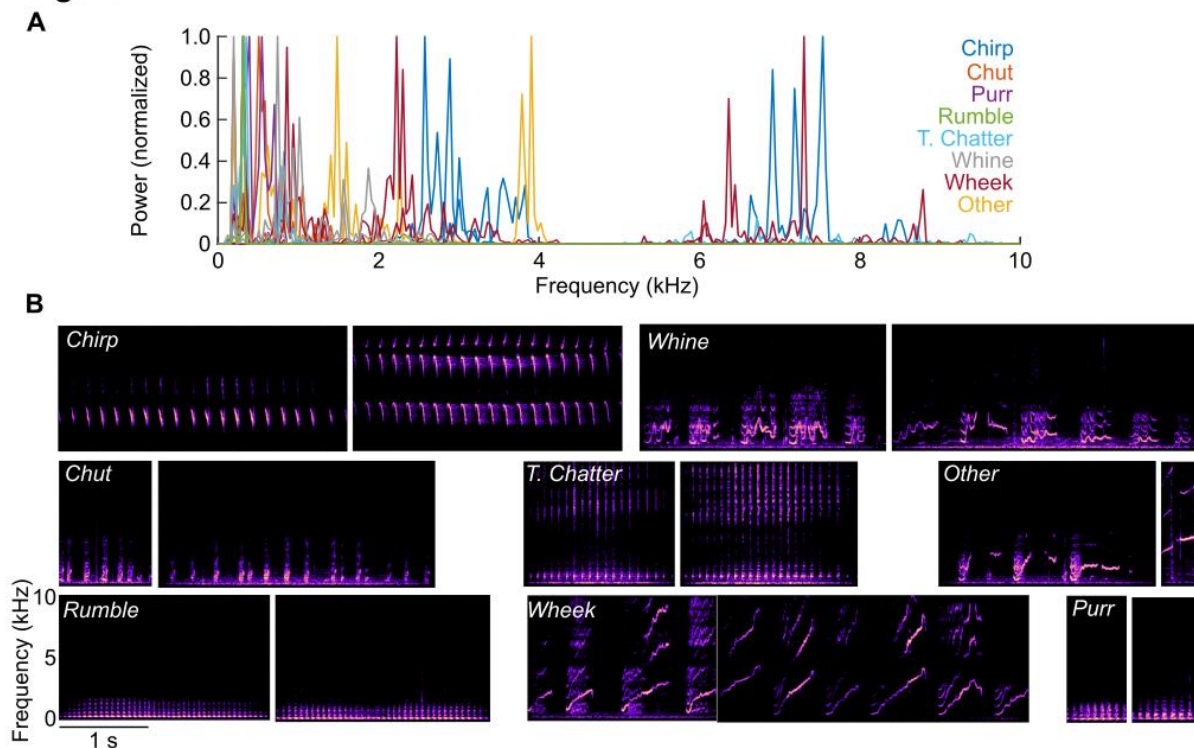 A
Power (normalized)
1.0
0.8
0.6
0.4
0.2
0
0 2 4 6 8 10
Frequency (kHz)
Chirp
Chut
Purr
Rumble
T. Chatter
Whine
Wheek
Other
B
Chirp
Whine
Chut
T. Chatter
Other
Frequency (kHz)
10
5
0
Rumble
Wheek
Purr
1 s